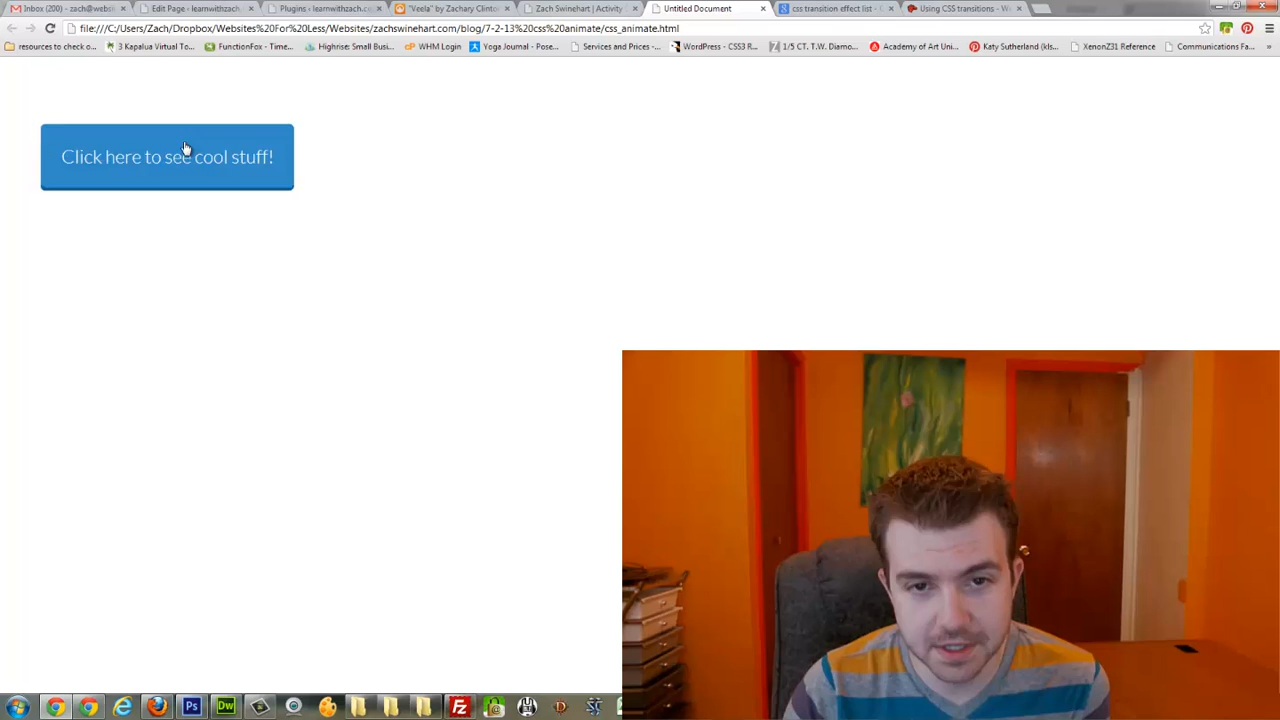 Inbox (200) - zach@websi
Edit Page - learnwithzach.
Plugins - learnwithzach.c
"Veela" by Zachary Clinto
Zach Swinehart | Activity
Untitled Document
css transition effect list - G
Using CSS transitions - W
file:///C:/Users/Zach/Dropbox/Websites%20For%20Less/Websites/zachswinehart.com/blog/7-2-13%20css%20animate/css_animate.html
resources to check o...
3 Kapalua Virtual To...
FunctionFox - Time...
Highrise: Small Busi...
WHM Login
Yoga Journal - Pose...
Services and Prices -...
WordPress - CSS3 R...
1/5 CT. T.W. Diamo...
Academy of Art Uni...
Katy Sutherland (kls...
XenonZ31 Reference
Communications Fa...
Click here to see cool stuff!
Ps
Dw
Fz